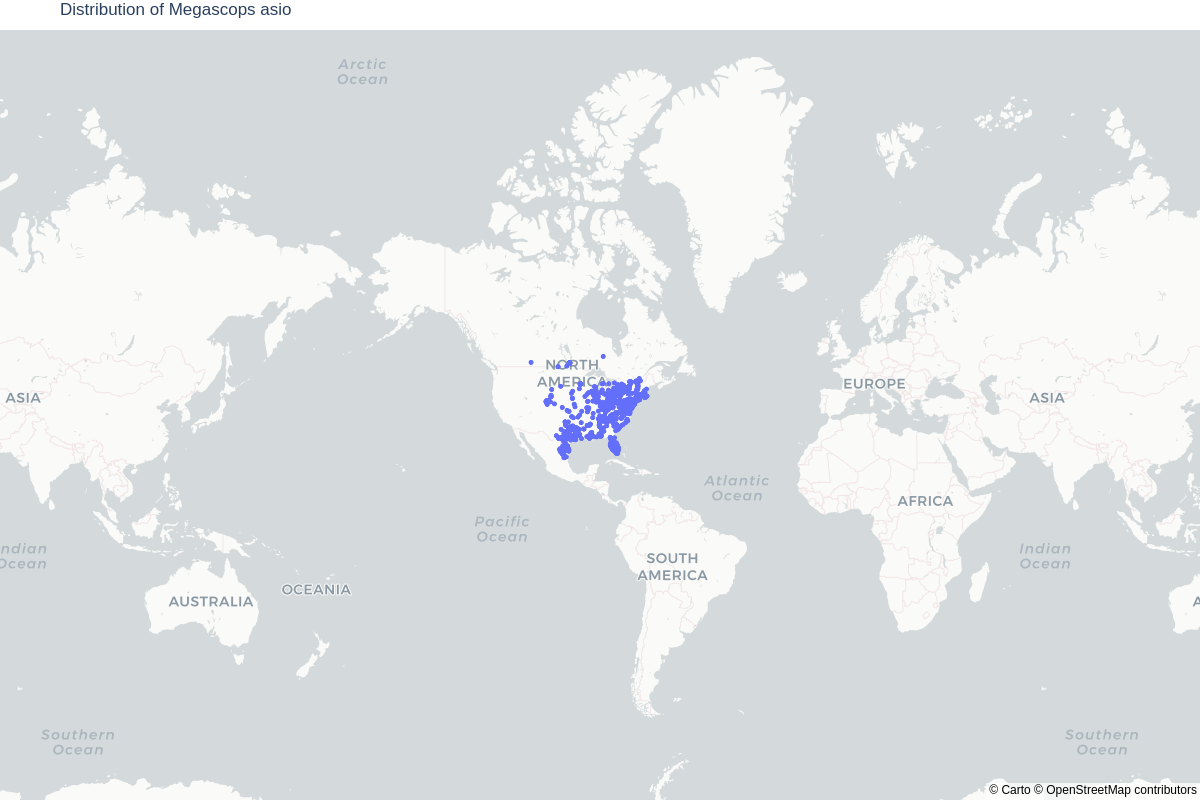 Distribution of Megascops asio
Arctic
Ocean
NORTH
AMERICA
ASIA
EUROPE
ASIA
Atlantic
Ocean
AFRICA
Pacific
Ocean
ndian
Ocean
SOUTH
AMERICA
Indian
Ocean
OCEANIA
AUSTRALIA
A
Southern
Ocean
Southern
Ocean
© Carto © OpenStreetMap contributors